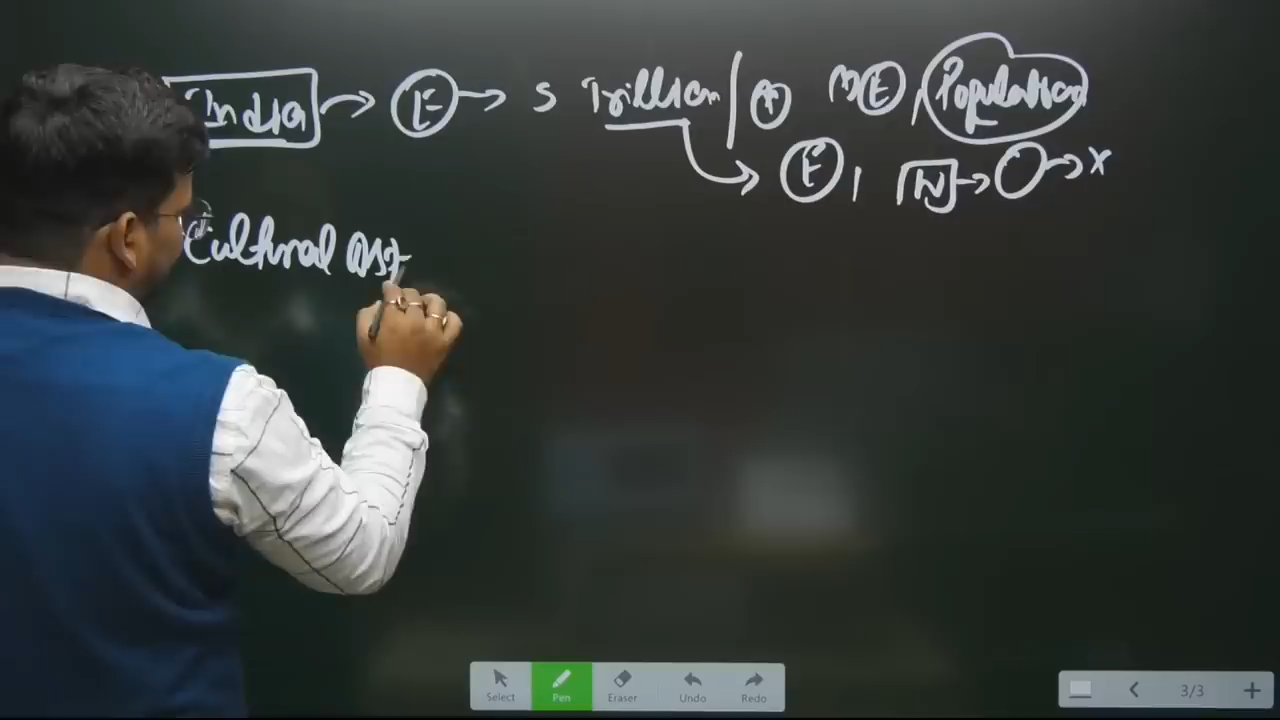 India → E → 5 Trillion / A ME, Population
E, → x
Cultural
Select Pen Eraser Undo Redo
3/3